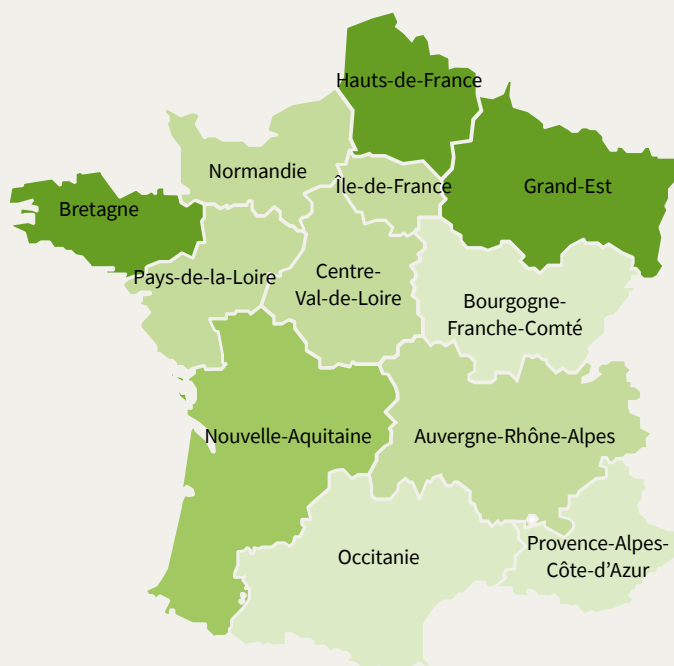 Hauts-de-France
Normandie
Île-de-France
Grand-Est
Bretagne
Pays-de-la-Loire
Centre-
Val-de-Loire
Bourgogne-
Franche-Comté
Nouvelle-Aquitaine
Auvergne-Rhône-Alpes
Occitanie
Provence-Alpes-
Côte-d’Azur